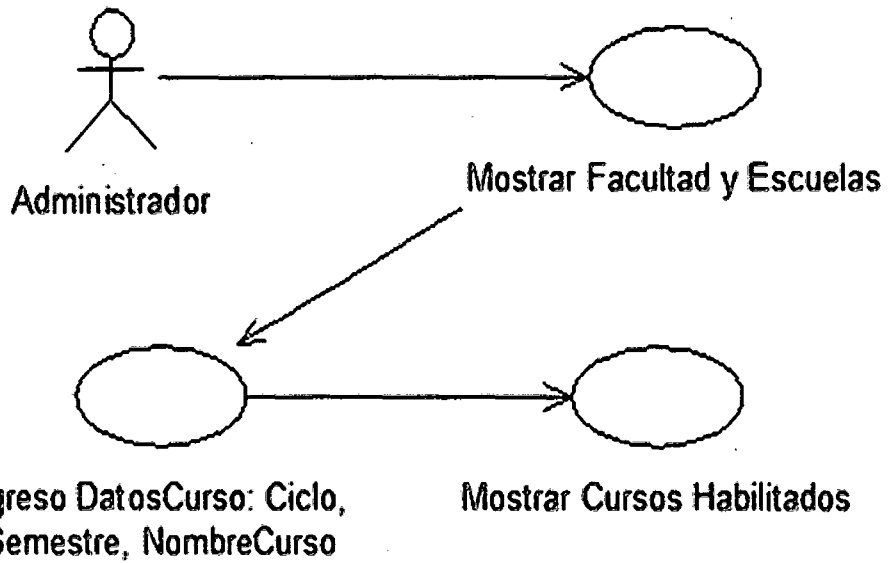 Administrador
Mostrar Facultad y Escuelas
greso DatosCurso: Ciclo,
Semestre, NombreCurso
Mostrar Cursos Habilitados